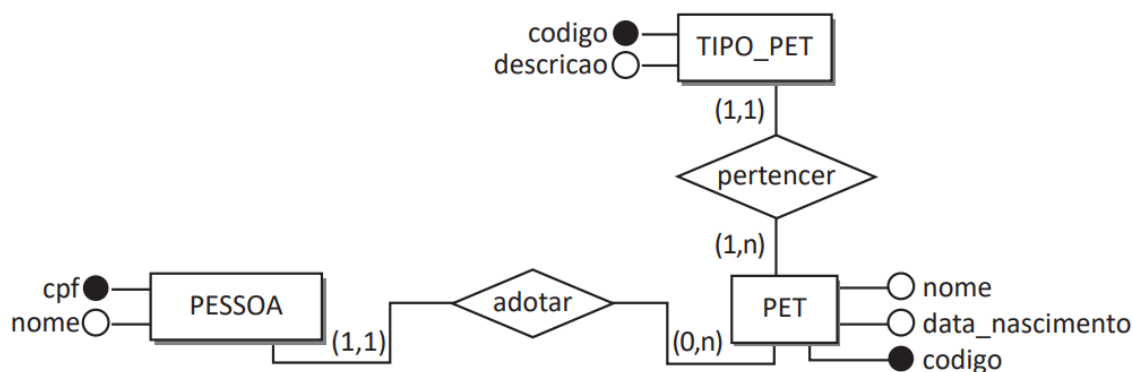 codigo
descricao
TIPO_PET
(1,1)
pertencer
(1,n)
cpf
nome
PESSOA
(1,1)
adotar
(0,n)
PET
nome
data_nascimento
codigo